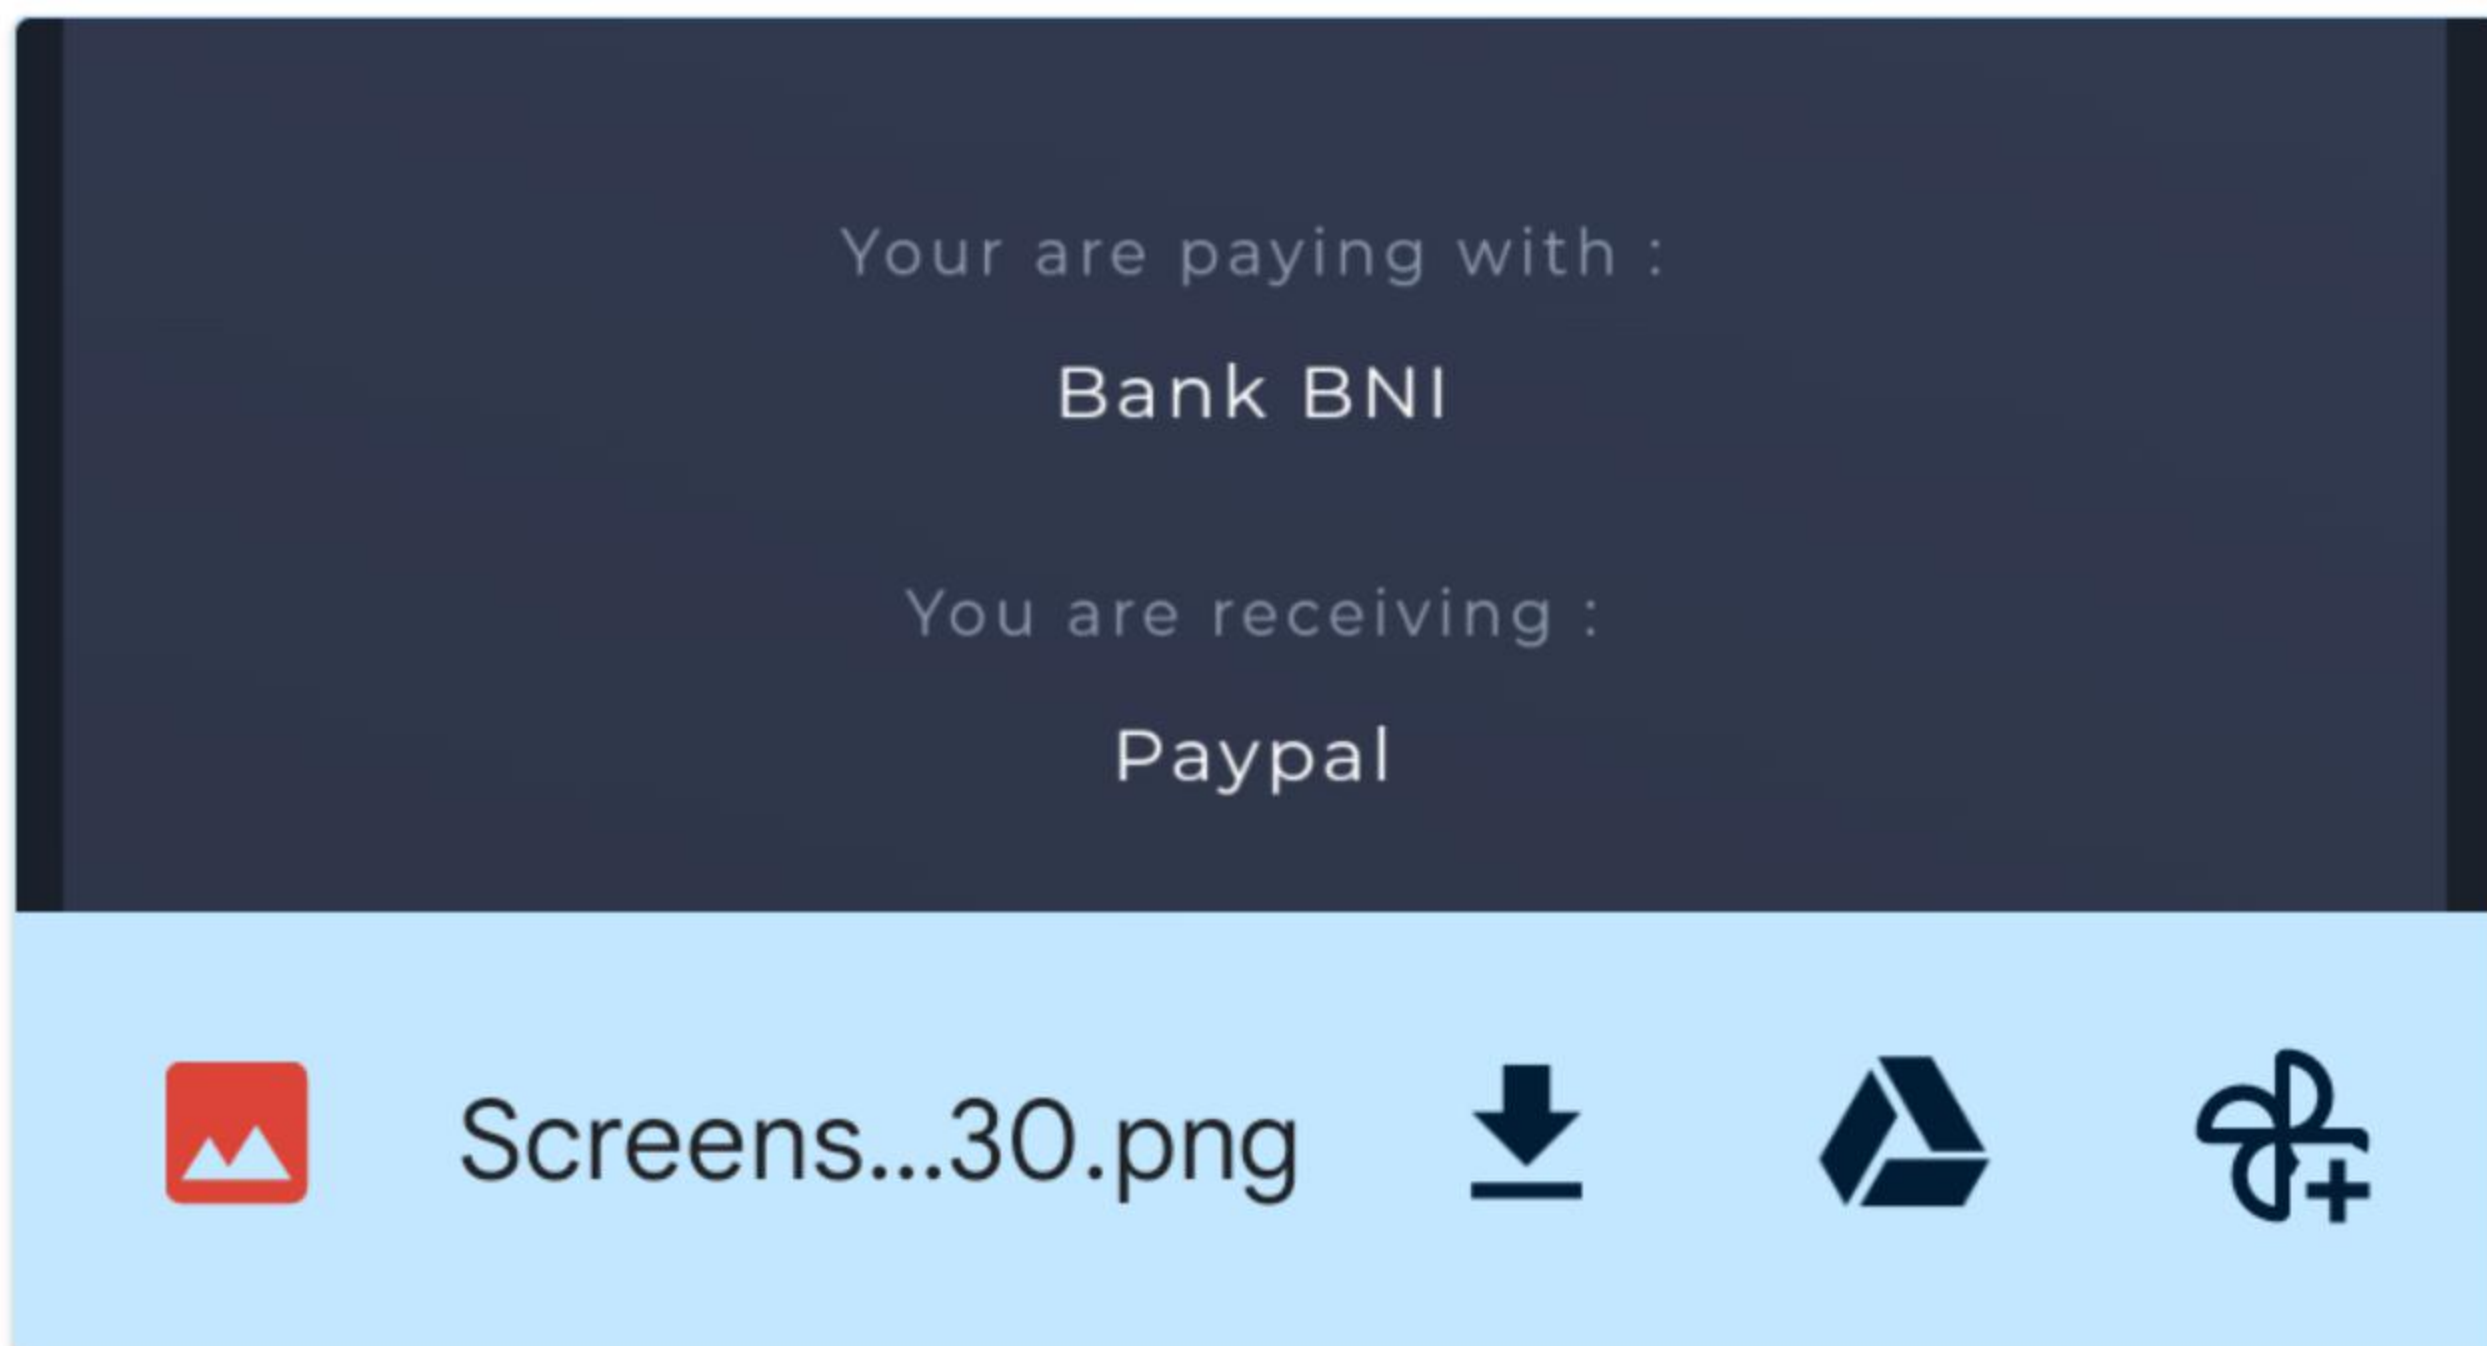 Your are paying with :
Bank BNI
You are receiving :
Paypal
Screens...30.png